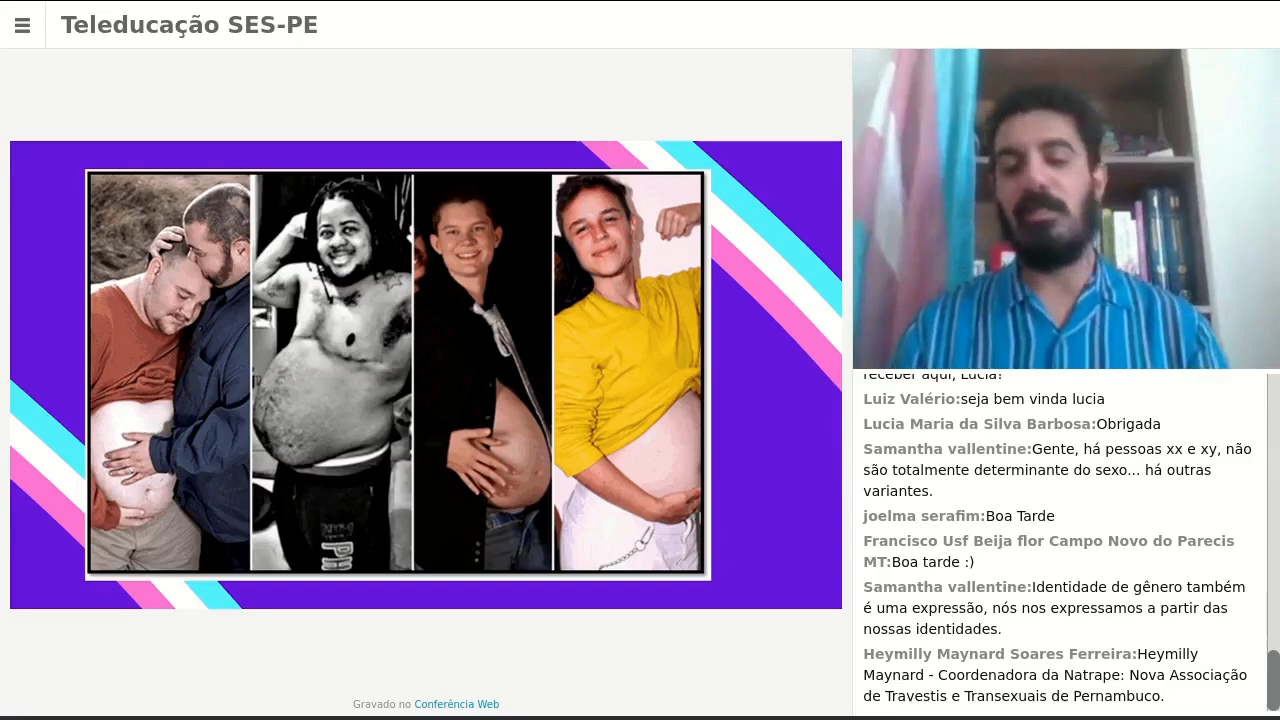 Teleducação SES-PE
PH
receber aqui, Lucia!
Luiz Valério:seja bem vinda lucia
Lucia Maria da Silva Barbosa:Obrigada
Samantha vallentine:Gente, há pessoas xx e xy, não
são totalmente determinante do sexo... há outras
variantes.
joelma serafim:Boa Tarde
Francisco Usf Beija flor Campo Novo do Parecis
MT:Boa tarde :)
Samantha vallentine:Identidade de gênero também
é uma expressão, nós nos expressamos a partir das
nossas identidades.
Heymilly Maynard Soares Ferreira:Heymilly
Maynard - Coordenadora da Natrape: Nova Associação
de Travestis e Transexuais de Pernambuco.
Gravado no Conferência Web